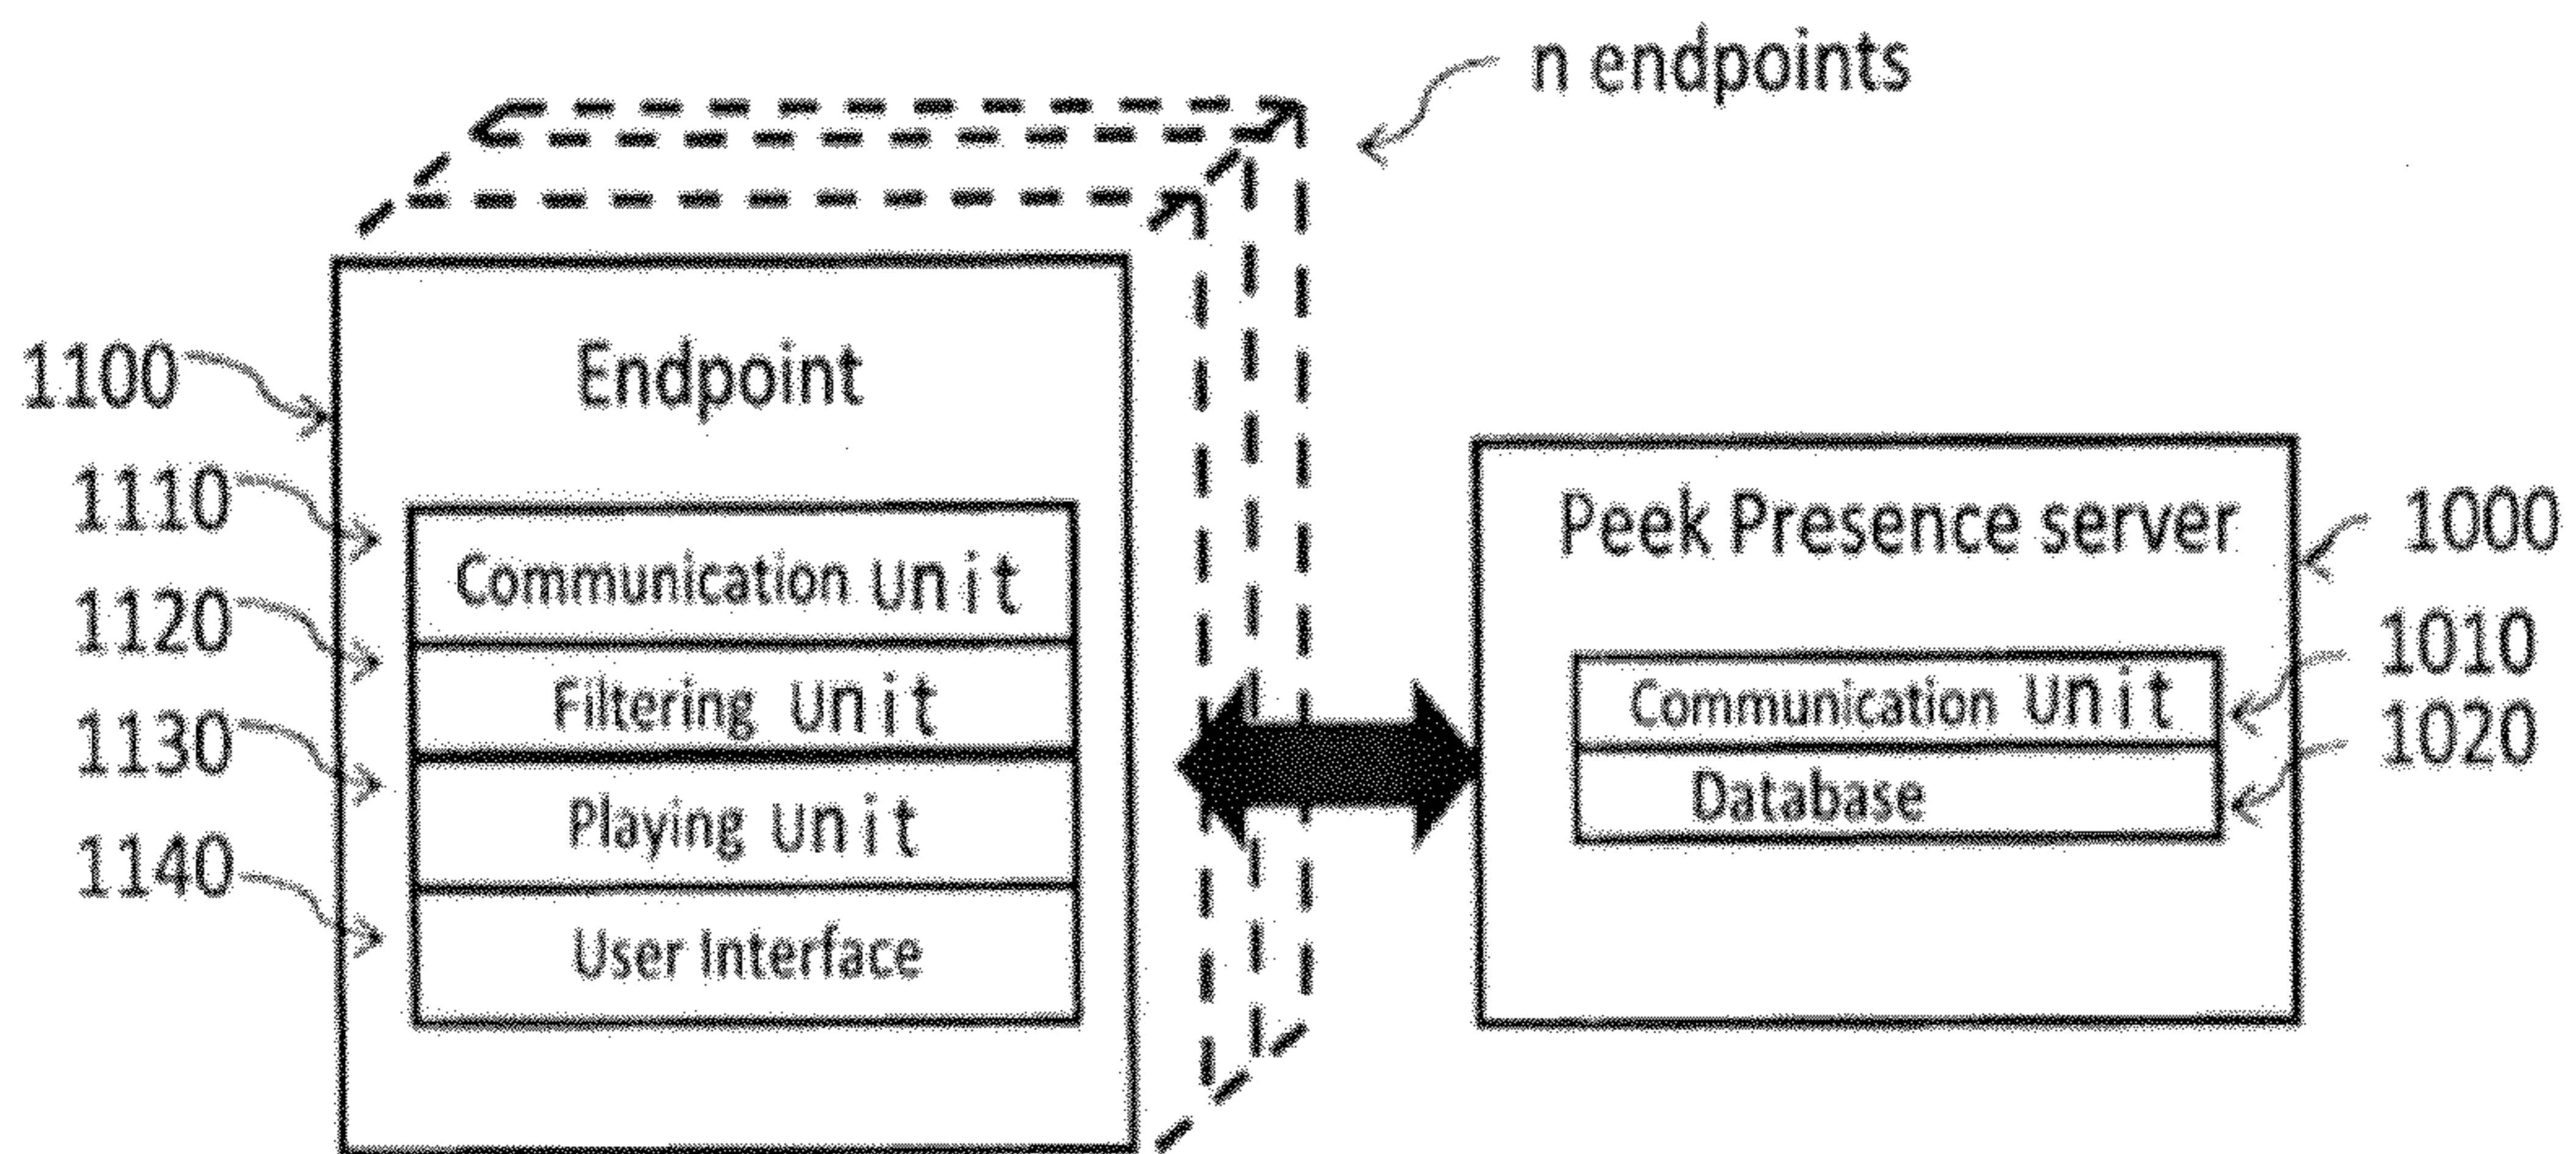 n endpoints
1100
Endpoint
1110
Communication Unit
1120
Filtering Unit
1130
Playing Unit
1140
User Interface
Peek Presence server
1000
1010
Communication Unit
1020
Database